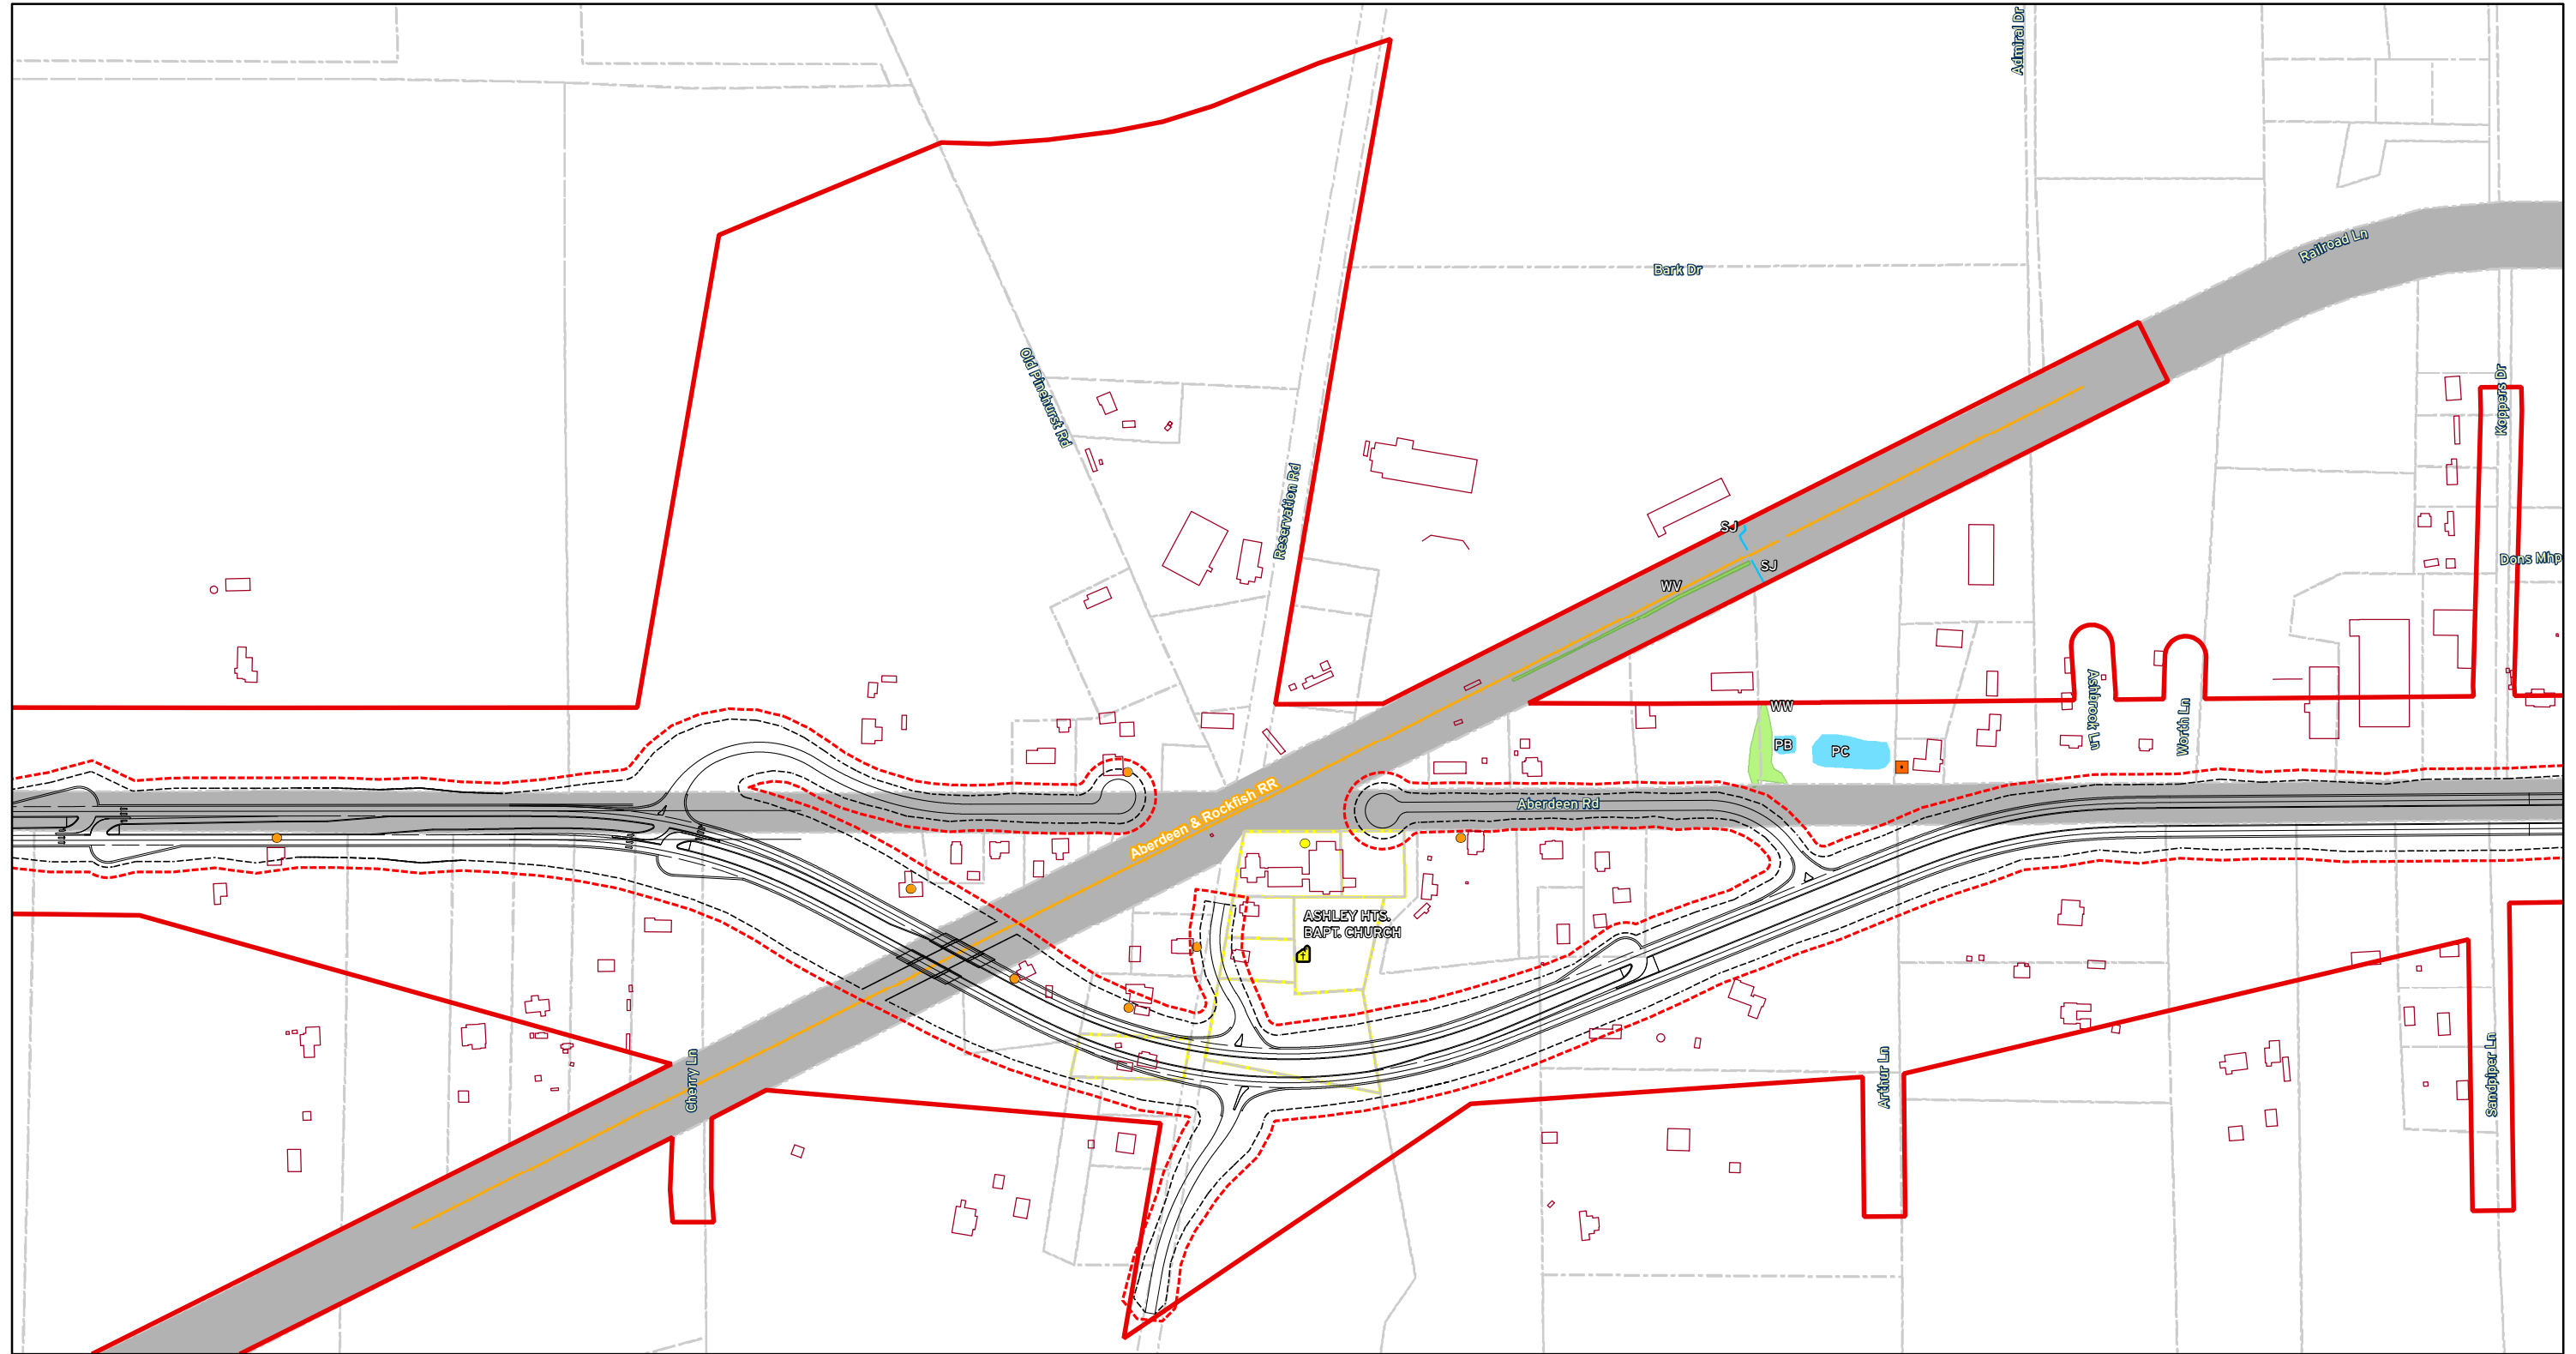 Admiral Dr
Railroad Ln
Bark Dr
Old Pinehurst Rd
Koppers Dr
Reservation Rd
SJ
SJ
Dons Mhp
WV
Ashbrook Ln
Worth Ln
WW
PB
PC
Aberdeen Rd
Aberdeen & Rockfish RR
ASHLEY HTS.
BAPT. CHURCH
Cherry Ln
Arthur Ln
Sandpiper Ln